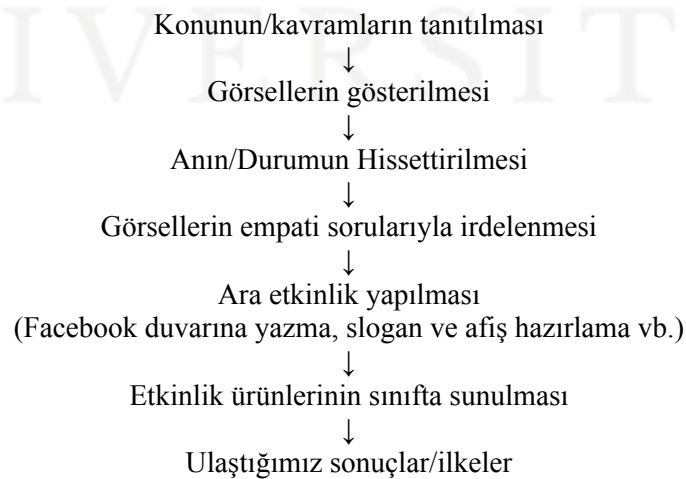 IVERSIT
Konunun/kavramların tanıtılması
↓
Görsellerin gösterilmesi
↓
Anın/Durumun Hissettirilmesi
↓
Görsellerin empati sorularıyla irdelenmesi
↓
Ara etkinlik yapılması
(Facebook duvarına yazma, slogan ve afiş hazırlama vb.)
↓
Etkinlik ürünlerinin sınıfta sunulması
↓
Ulaştığımız sonuçlar/ilkeler